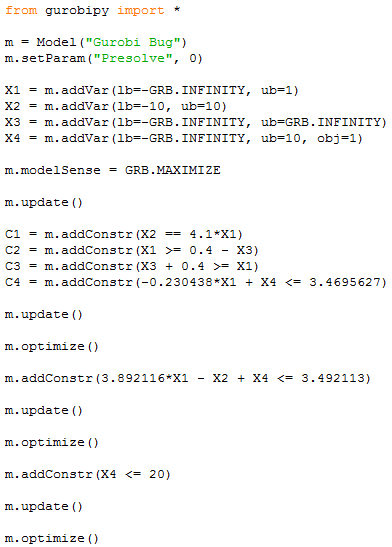 from gurobipy import *
m = Model("Gurobi Bug")
m.setParam("Presolve", 0)
X1 = m.addVar(lb=-GRB.INFINITY, ub=1)
X2 = m.addVar(lb=-10, ub=10)
X3 = m.addVar(lb=-GRB.INFINITY, ub=GRB.INFINITY)
X4 = m.addVar(lb=-GRB.INFINITY, ub=10, obj=1)
m.modelSense = GRB.MAXIMIZE
m.update()
C1 = m.addConstr(X2 == 4.1*X1)
C2 = m.addConstr(X1 >= 0.4 - X3)
C3 = m.addConstr(X3 + 0.4 >= X1)
C4 = m.addConstr(-0.230438*X1 + X4 <= 3.4695627)
m.update()
m.optimize()
m.addConstr(3.892116*X1 - X2 + X4 <= 3.492113)
m.update()
m.optimize()
m.addConstr(X4 <= 20)
m.update()
m.optimize()